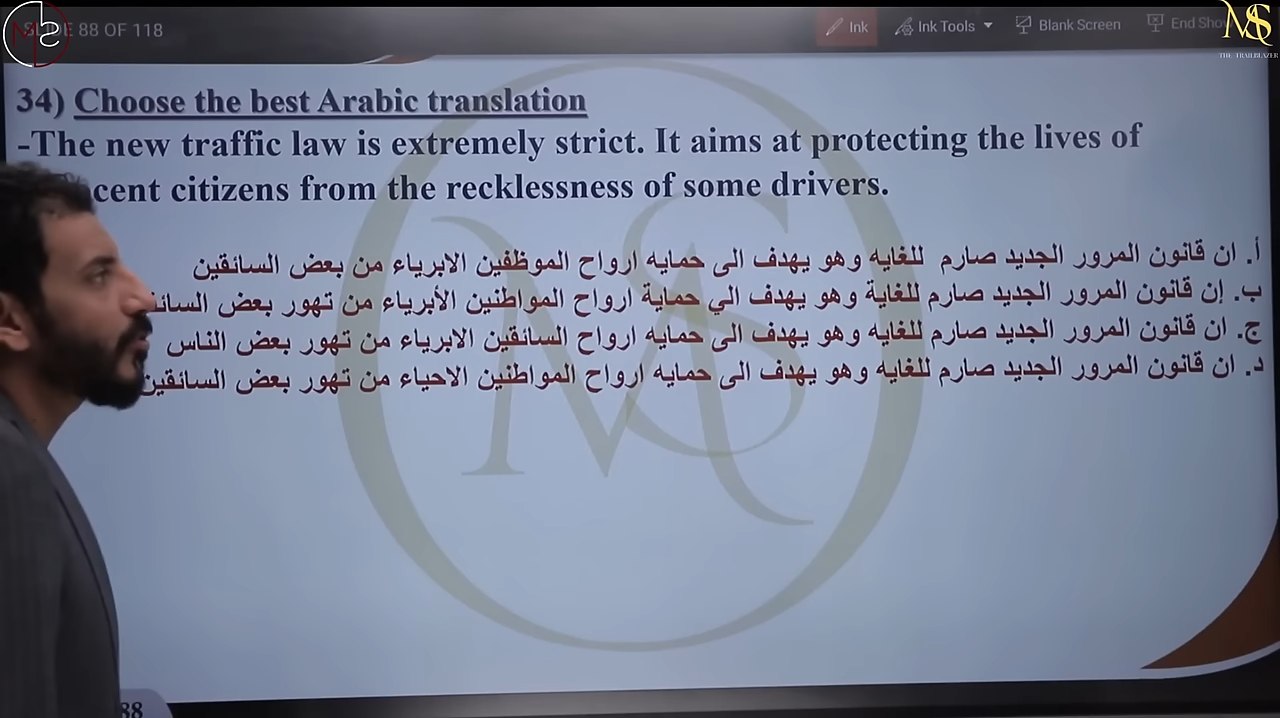 SLIDE 88 OF 118
Ink
Ink Tools
Blank Screen
End Show
MS
THE TRAILBLAZER
34) Choose the best Arabic translation
-The new traffic law is extremely strict. It aims at protecting the lives of
cent citizens from the recklessness of some drivers.
أ. ان قانون المرور الجديد صارم للغايه وهو يهدف الى حمايه ارواح الموظفين الابرياء من بعض السائقين
ب. إن قانون المرور الجديد صارم للغاية وهو يهدف الي حماية ارواح المواطنين الأبرياء من تهور بعض السائ
ج. ان قانون المرور الجديد صارم للغايه وهو يهدف الى حمايه ارواح السائقين الابرياء من تهور بعض الناس
د. ان قانون المرور الجديد صارم للغايه وهو يهدف الى حمايه ارواح المواطنين الاحياء من تهور بعض السائقين
88